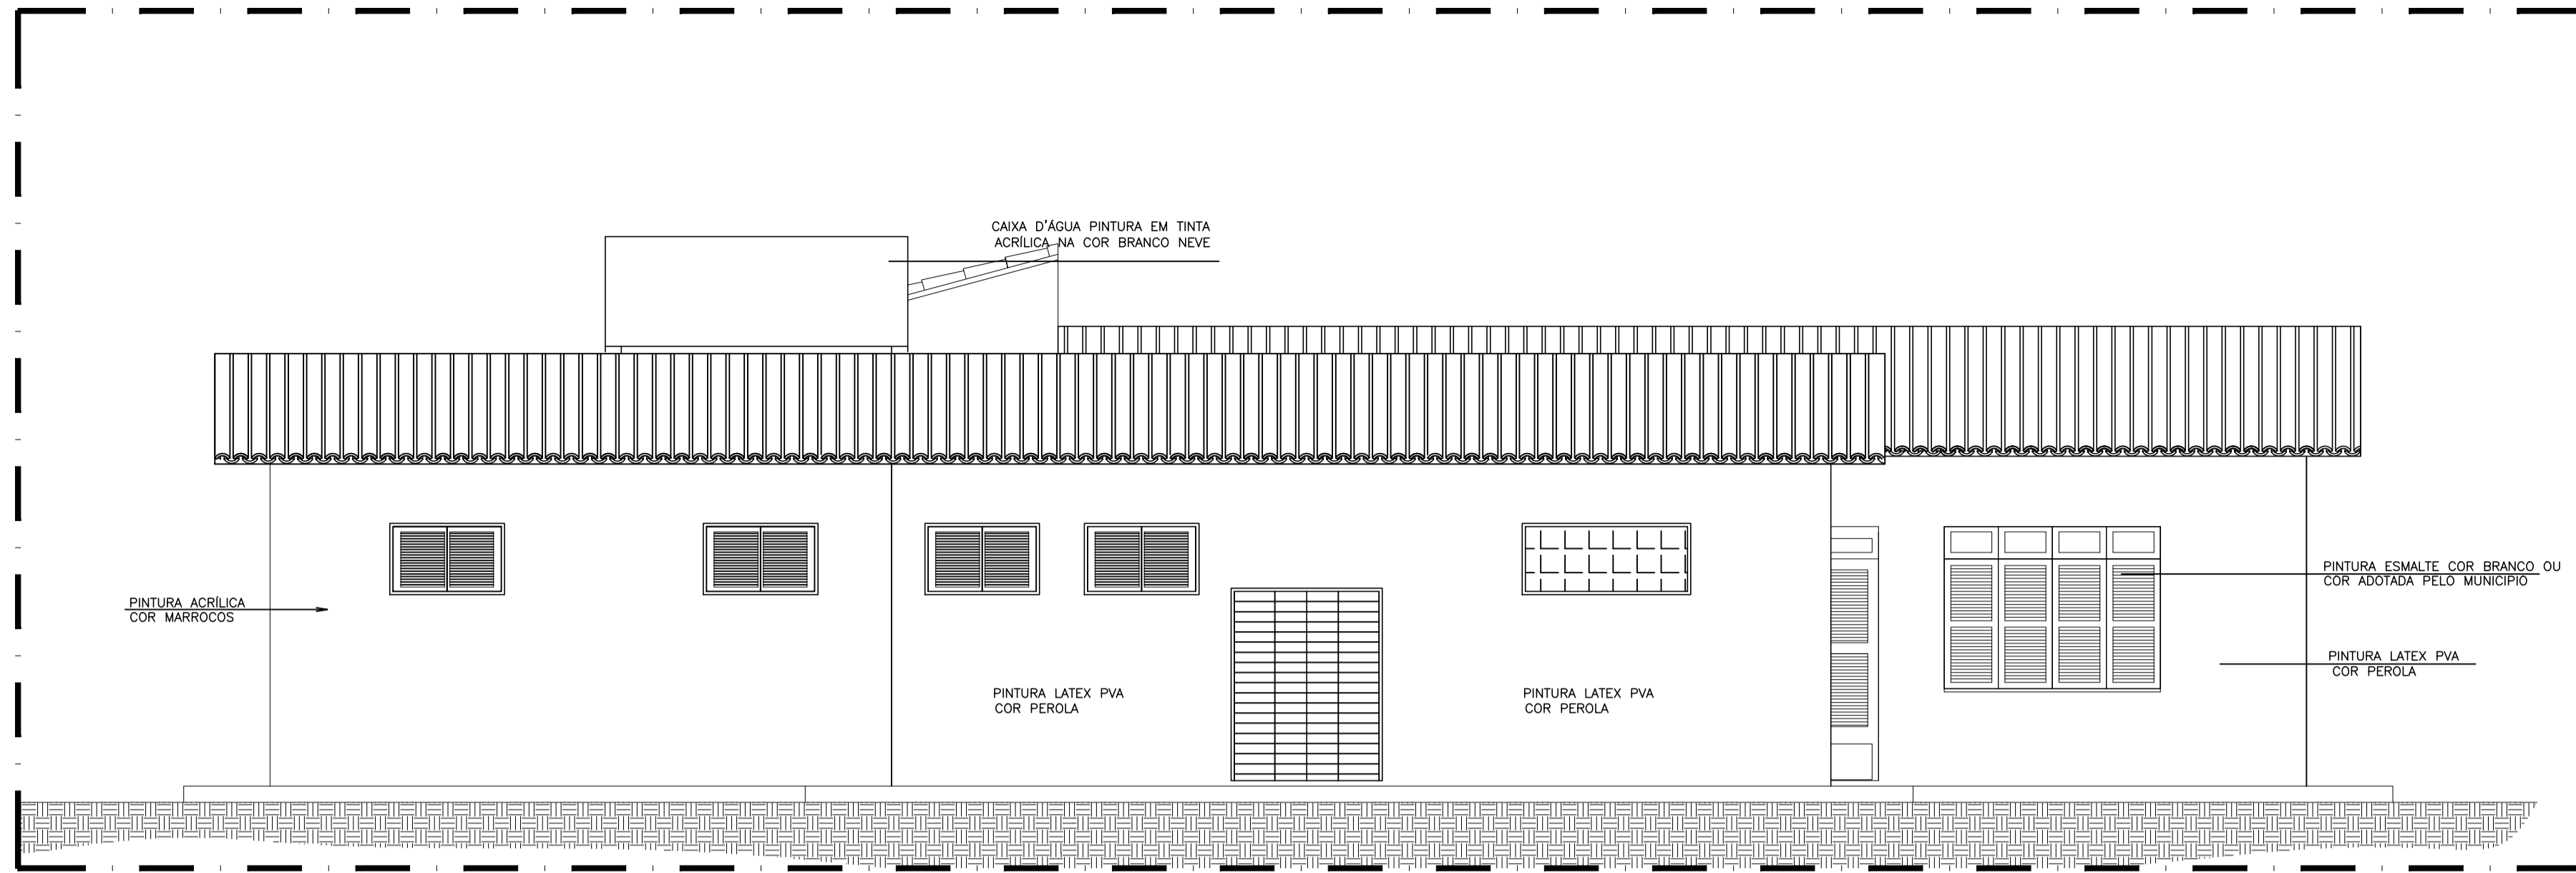 CAIXA D'ÁGUA PINTURA EM TINTA
ACRÍLICA NA COR BRANCO NEVE
PINTURA ACRÍLICA
COR MARROCOS
PINTURA LATEX PVA
COR PEROLA
PINTURA LATEX PVA
COR PEROLA
PINTURA ESMALTE COR BRANCO OU
COR ADOTADA PELO MUNICIPIO
PINTURA LATEX PVA
COR PEROLA